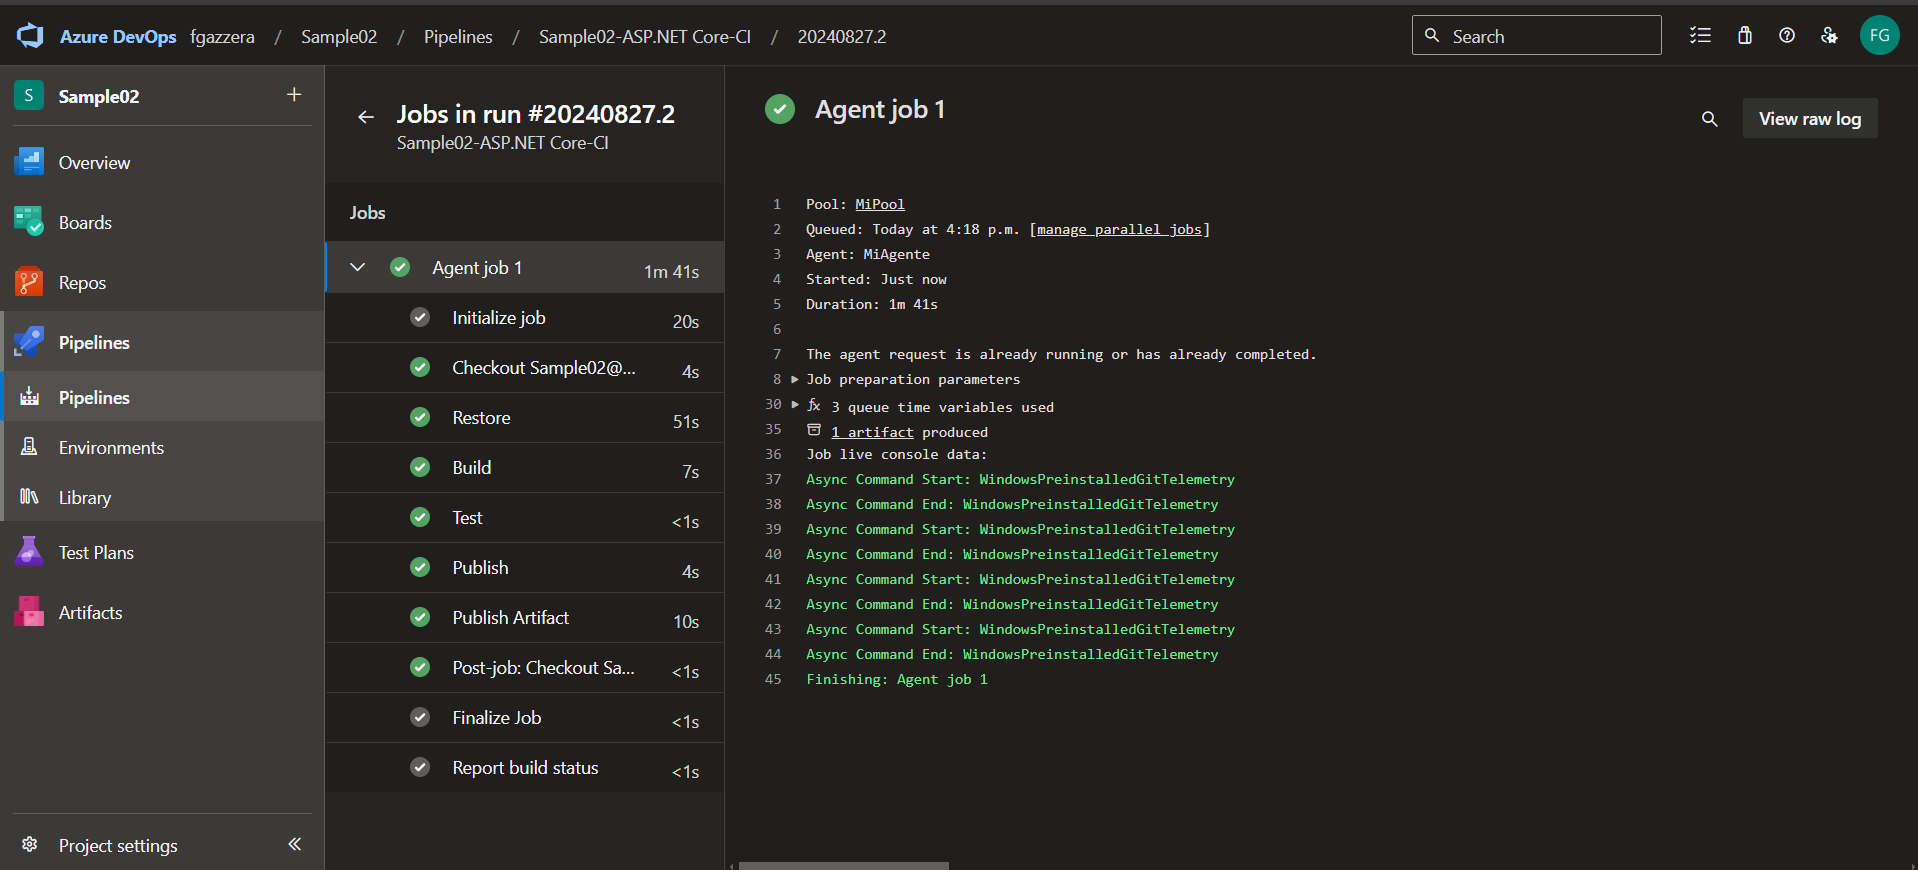 Azure DevOps fgazzera / Sample02 / Pipelines / Sample02-ASP.NET Core-CI / 20240827.2
Search
FG
S Sample02 +
Overview
Boards
Repos
Pipelines
Pipelines
Environments
Library
Test Plans
Artifacts
Project settings
Jobs in run #20240827.2
Sample02-ASP.NET Core-CI
Jobs
Agent job 1 1m 41s
Initialize job 20s
Checkout Sample02@... 4s
Restore 51s
Build 7s
Test <1s
Publish 4s
Publish Artifact 10s
Post-job: Checkout Sa... <1s
Finalize Job <1s
Report build status <1s
Agent job 1
View raw log
1 Pool: MiPool
2 Queued: Today at 4:18 p.m. [manage parallel jobs]
3 Agent: MiAgente
4 Started: Just now
5 Duration: 1m 41s
6
7 The agent request is already running or has already completed.
8 Job preparation parameters
30 fx 3 queue time variables used
35 1 artifact produced
36 Job live console data:
37 Async Command Start: WindowsPreinstalledGitTelemetry
38 Async Command End: WindowsPreinstalledGitTelemetry
39 Async Command Start: WindowsPreinstalledGitTelemetry
40 Async Command End: WindowsPreinstalledGitTelemetry
41 Async Command Start: WindowsPreinstalledGitTelemetry
42 Async Command End: WindowsPreinstalledGitTelemetry
43 Async Command Start: WindowsPreinstalledGitTelemetry
44 Async Command End: WindowsPreinstalledGitTelemetry
45 Finishing: Agent job 1